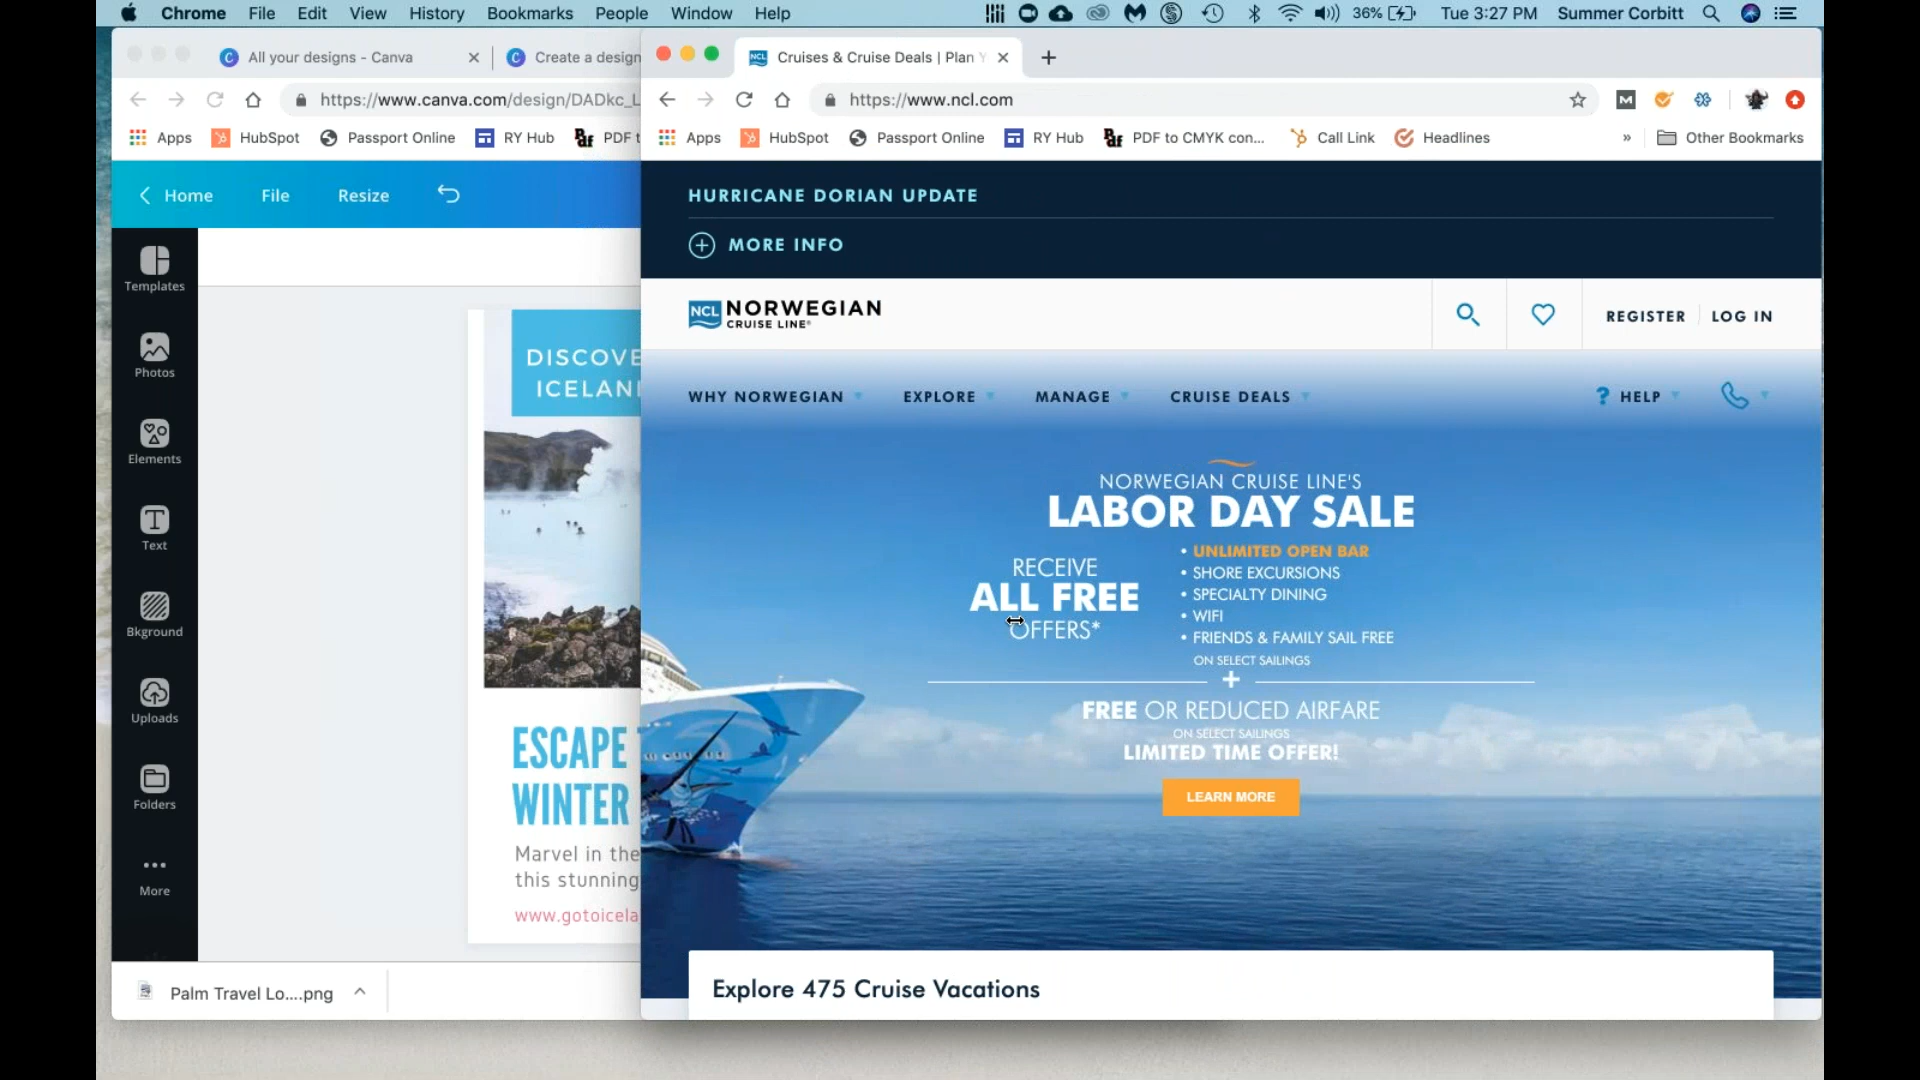 Chrome File Edit View History Bookmarks People Window Help 36% Tue 3:27 PM Summer Corbitt
All your designs - Canva
Create a design
https://www.canva.com/design/DADkc_L
Apps HubSpot Passport Online RY Hub PDF t
Home File Resize
Templates
Photos
Elements
Text
Bkground
Uploads
Folders
More
DISCOVE
ICELAN
ESCAPE
WINTER
Marvel in the
this stunning
www.gotoicela
Palm Travel Lo....png
NCL Cruises & Cruise Deals | Plan Y
https://www.ncl.com
Apps HubSpot Passport Online RY Hub PDF to CMYK con... Call Link Headlines » Other Bookmarks
HURRICANE DORIAN UPDATE
MORE INFO
NCL NORWEGIAN
CRUISE LINE®
REGISTER LOG IN
WHY NORWEGIAN EXPLORE MANAGE CRUISE DEALS ? HELP
NORWEGIAN CRUISE LINE'S
LABOR DAY SALE
RECEIVE
ALL FREE
OFFERS*
• UNLIMITED OPEN BAR
• SHORE EXCURSIONS
• SPECIALTY DINING
• WIFI
• FRIENDS & FAMILY SAIL FREE
ON SELECT SAILINGS
+
FREE OR REDUCED AIRFARE
ON SELECT SAILINGS
LIMITED TIME OFFER!
LEARN MORE
Explore 475 Cruise Vacations